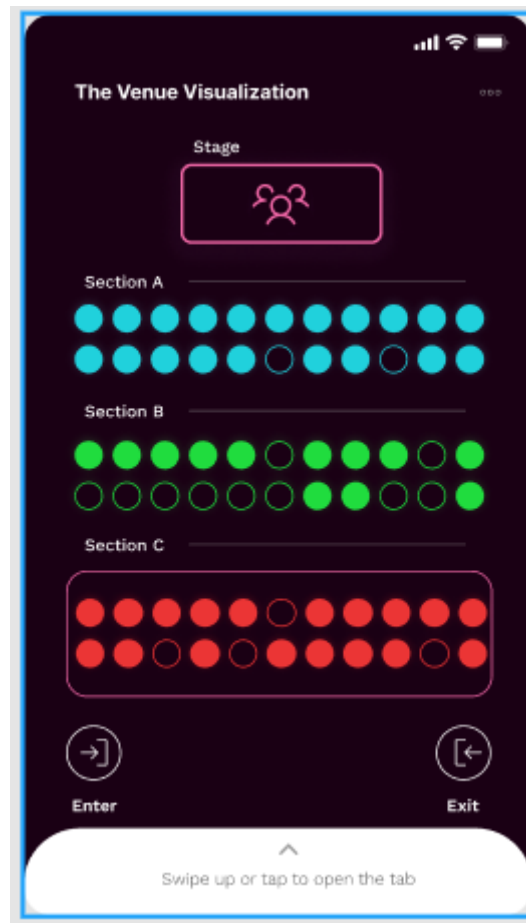 The Venue Visualization
Stage
Section A
Section B
Section C
Enter
Exit
Swipe up or tap to open the tab